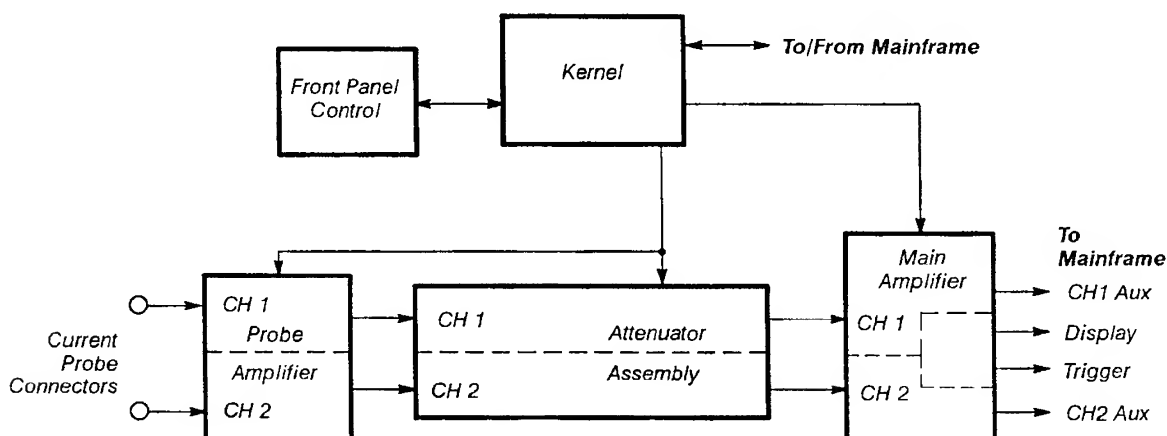 To/From Mainframe
Kernel
Front Panel
Control
To
Mainframe
Main
Amplifier
CH1 Aux
CH 1
CH 1
CH 1
Display
Current
Probe
Connectors
Probe
Attenuator
Amplifier
Assembly
Trigger
CH 2
CH 2
CH 2
CH2 Aux